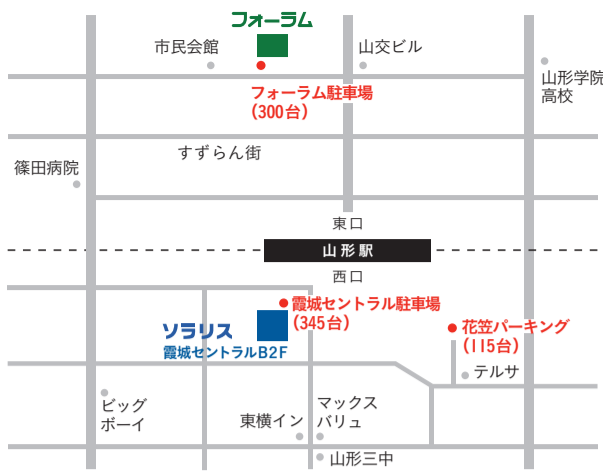 フォーラム
市民会館
山交ビル
フォーラム駐車場
(300台)
山形学院
高校
すずらん街
篠田病院
東口
山形駅
西口
霞城セントラル駐車場
(345台)
ソラリス
霞城セントラルB2F
花笠パーキング
(115台)
テルサ
ビッグ
ボーイ
東横イン
マックス
バリュ
山形三中